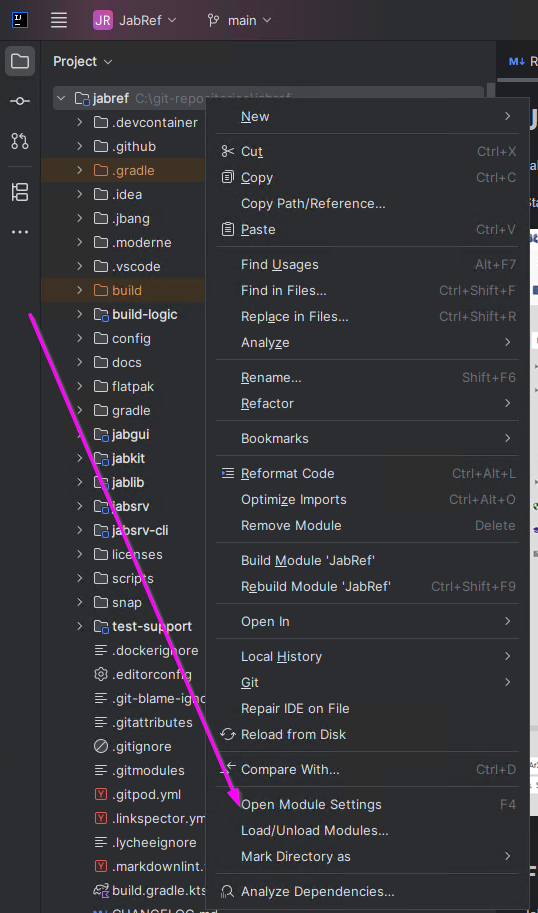 JR JabRef main
Project
jabref C:\git-repositories\jabref
.devcontainer
.github
.gradle
.idea
.jbang
.moderne
.vscode
build
build-logic
config
docs
flatpak
gradle
jabgui
jabkit
jablib
jabsrv
jabsrv-cli
licenses
scripts
snap
test-support
.dockerignore
.editorconfig
.git-blame-igno
.gitattributes
.gitignore
.gitmodules
.gitpod.yml
.linkspector.ym
.lycheeignore
.markdownlint.
build.gradle.kts
CHANGELOG.md
New
Cut Ctrl+X
Copy Ctrl+C
Copy Path/Reference...
Paste Ctrl+V
Find Usages Alt+F7
Find in Files... Ctrl+Shift+F
Replace in Files... Ctrl+Shift+R
Analyze
Rename... Shift+F6
Refactor
Bookmarks
Reformat Code Ctrl+Alt+L
Optimize Imports Ctrl+Alt+O
Remove Module Delete
Build Module 'JabRef'
Rebuild Module 'JabRef' Ctrl+Shift+F9
Open In
Local History
Git
Repair IDE on File
Reload from Disk
Compare With... Ctrl+D
Open Module Settings F4
Load/Unload Modules...
Mark Directory as
Analyze Dependencies...